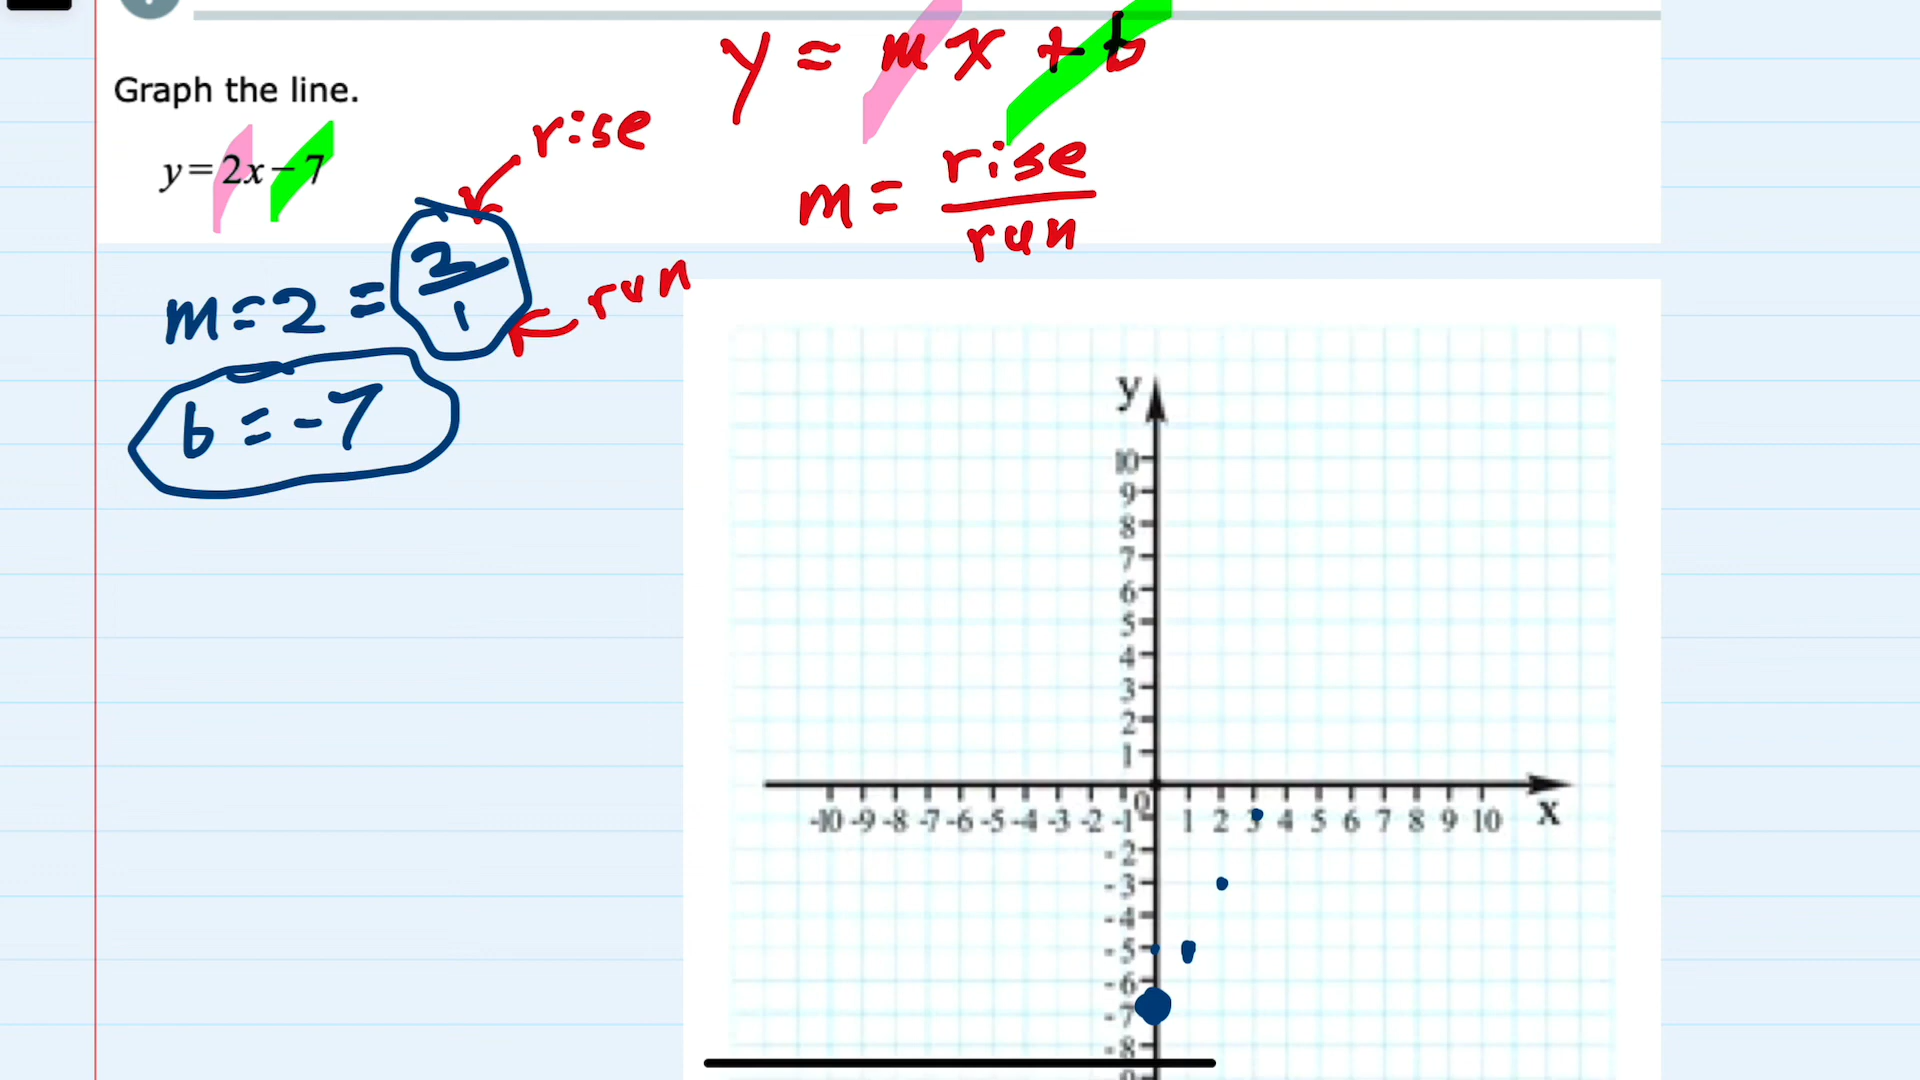 y = mx + b
Graph the line.
y=2x−7
rise
m = rise/run
m = 2 = 2/1
run
b = -7
y
10
9
8
7
6
5
4
3
2
1
0
-10 -9 -8 -7 -6 -5 -4 -3 -2 -1 1 2 3 4 5 6 7 8 9 10 x
-2
-3
-4
-5
-6
-7
-8